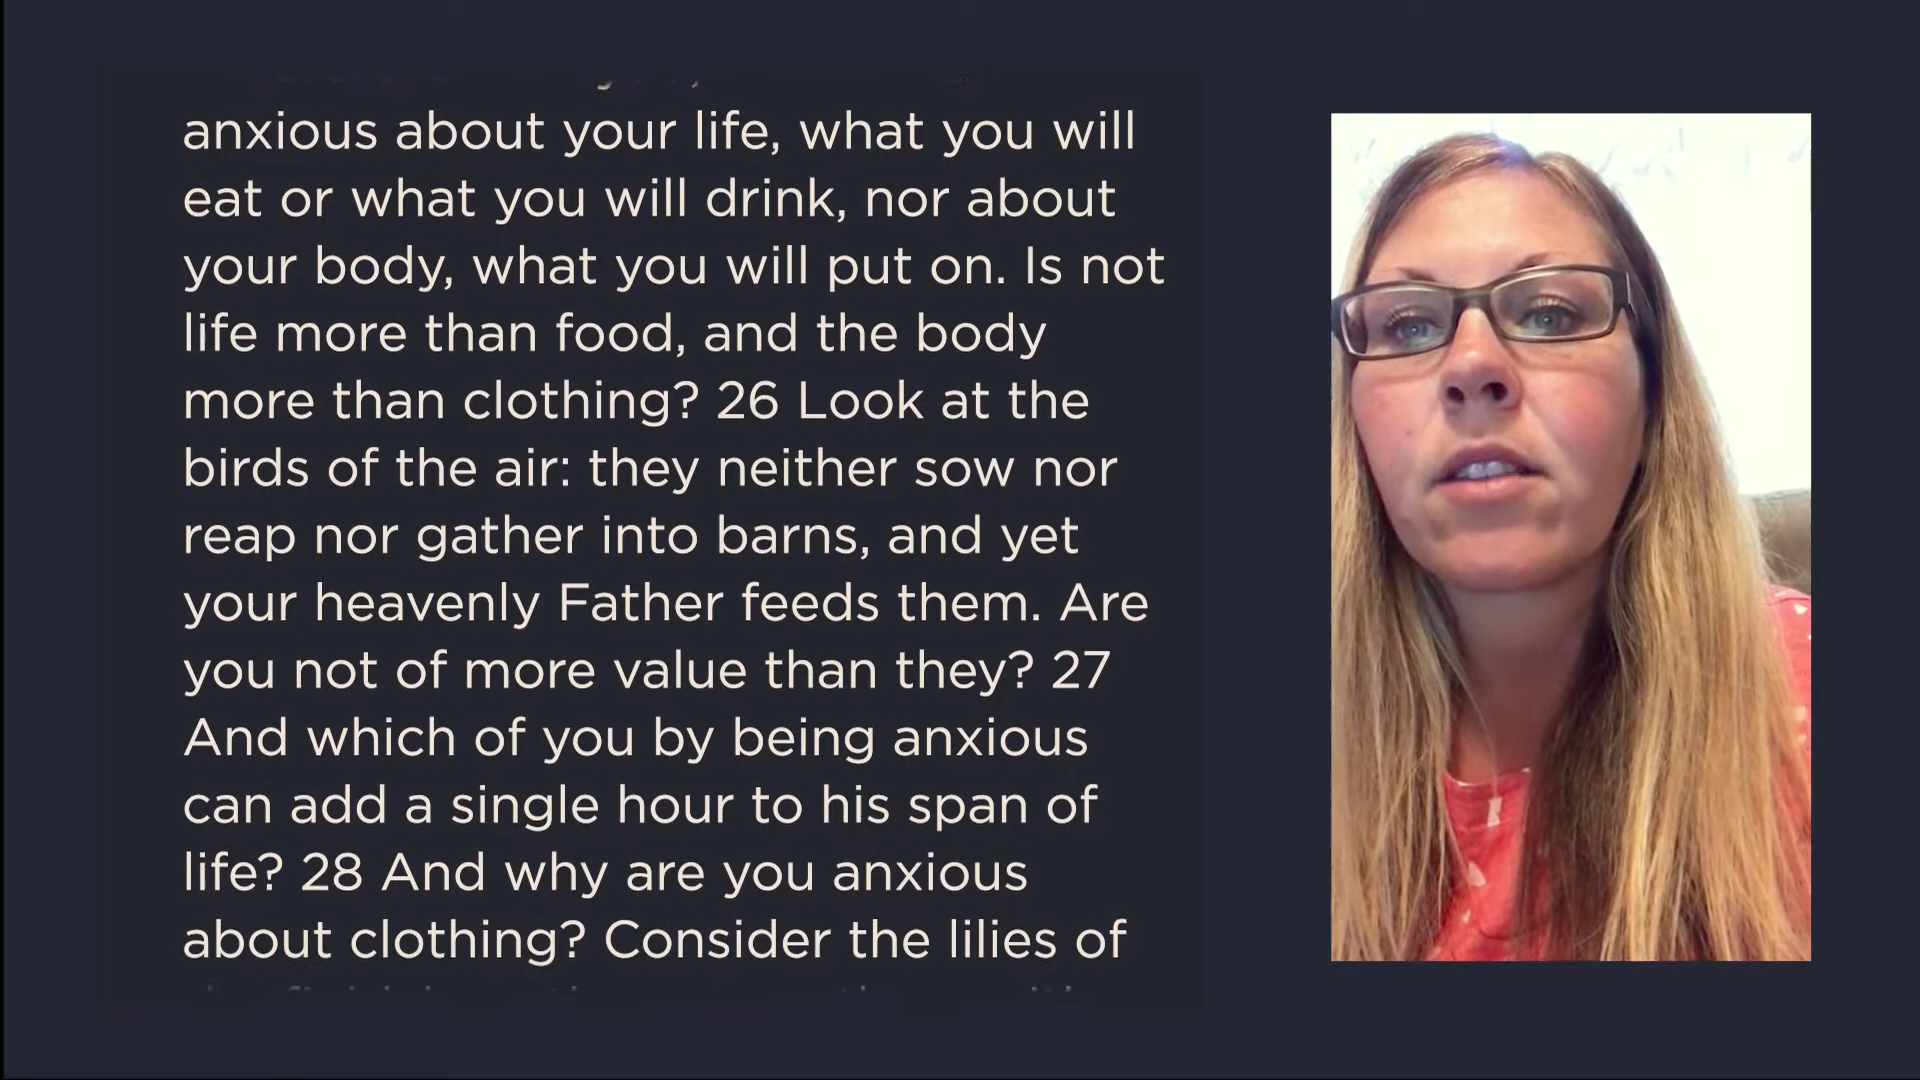 anxious about your life, what you will
eat or what you will drink, nor about
your body, what you will put on. Is not
life more than food, and the body
more than clothing? 26 Look at the
birds of the air: they neither sow nor
reap nor gather into barns, and yet
your heavenly Father feeds them. Are
you not of more value than they? 27
And which of you by being anxious
can add a single hour to his span of
life? 28 And why are you anxious
about clothing? Consider the lilies of